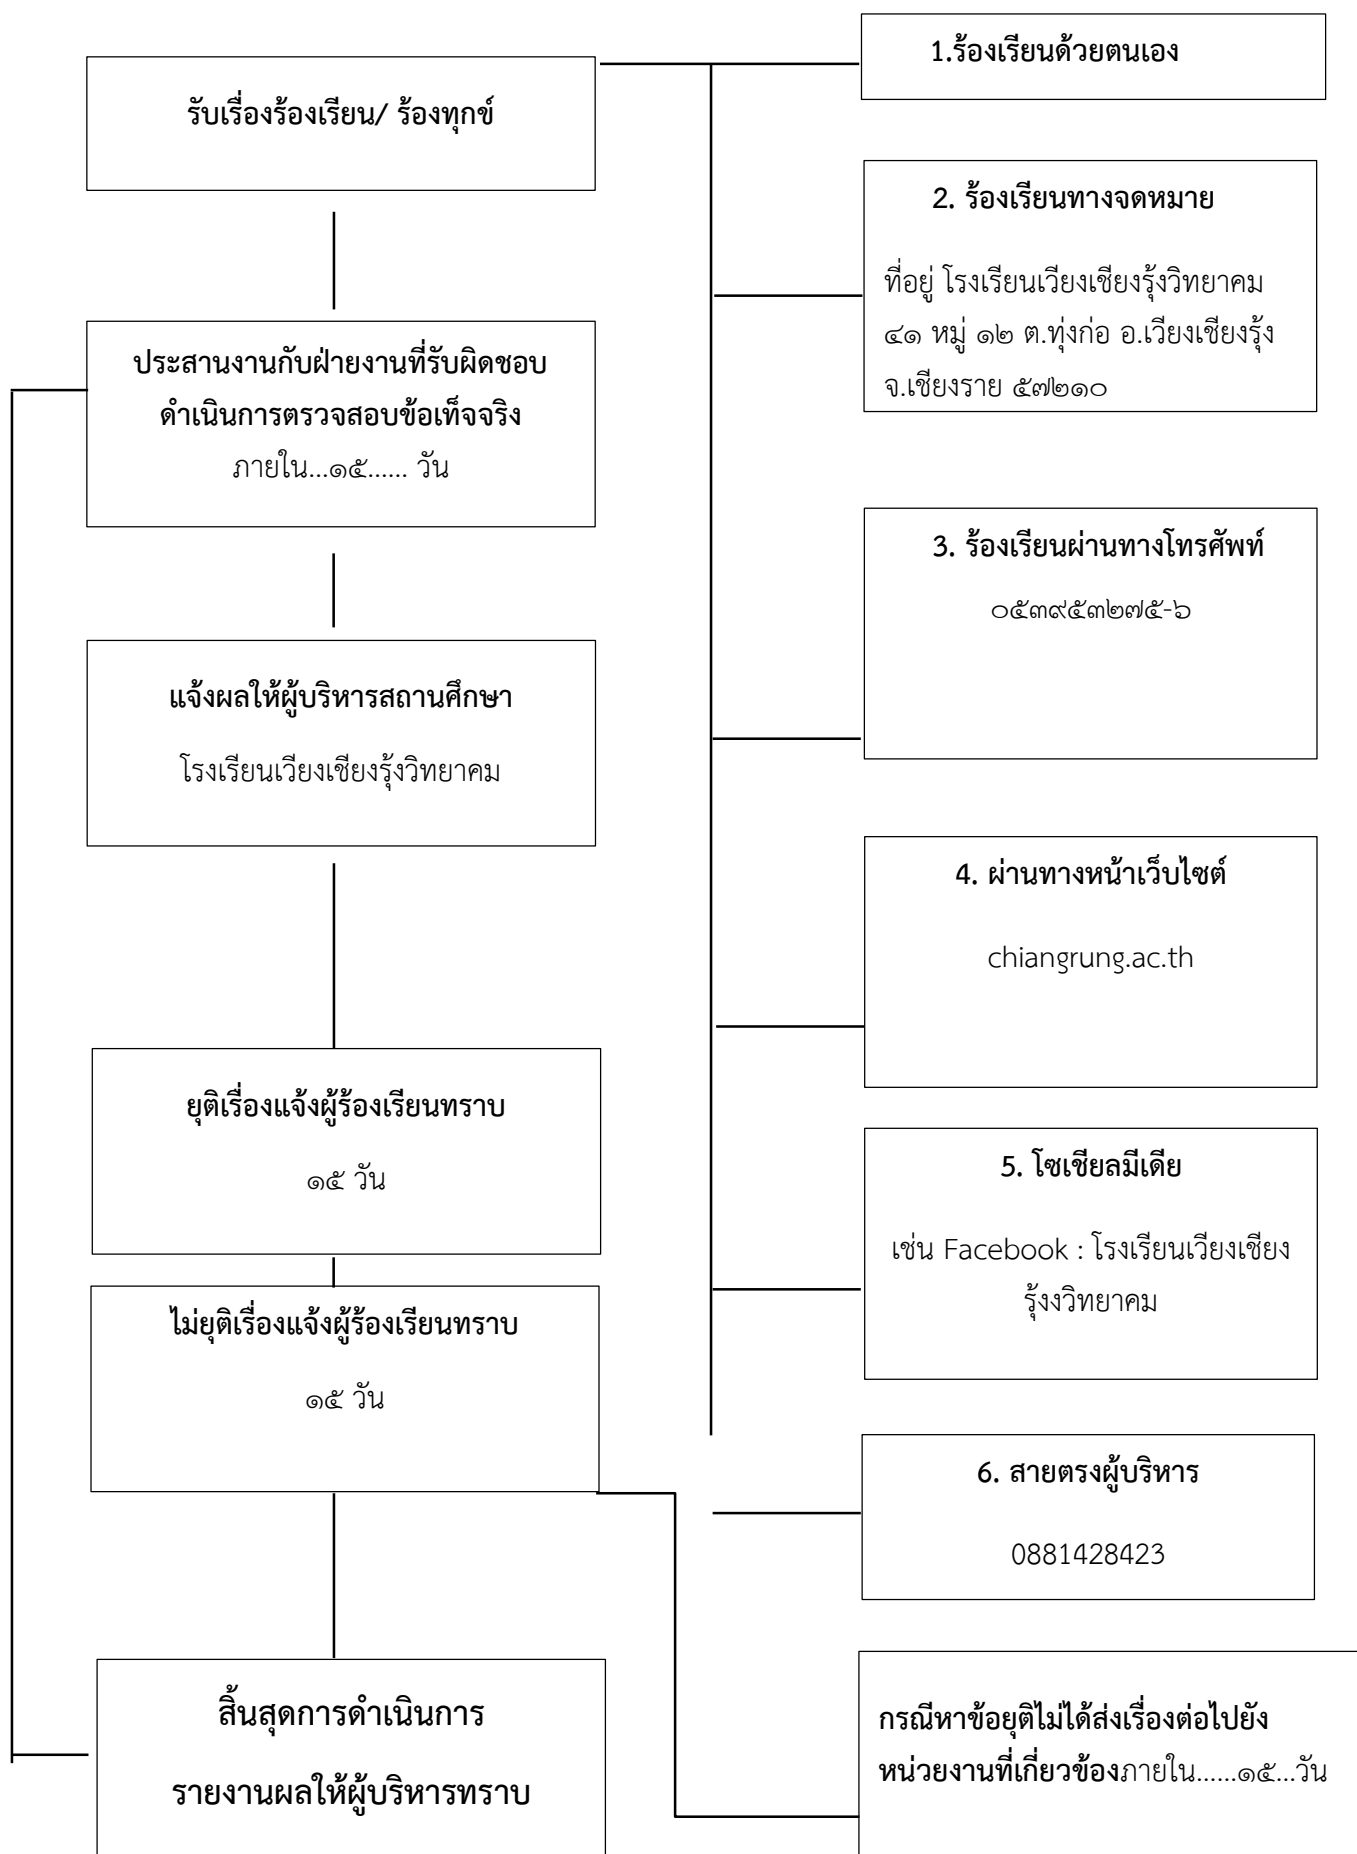 รับเรื่องร้องเรียน/ ร้องทุกข์
ประสานงานกับฝ่ายงานที่รับผิดชอบ
ดำเนินการตรวจสอบข้อเท็จจริง
ภายใน...๑๕...... วัน
แจ้งผลให้ผู้บริหารสถานศึกษา
โรงเรียนเวียงเชียงรุ้งวิทยาคม
ยุติเรื่องแจ้งผู้ร้องเรียนทราบ
๑๕ วัน
ไม่ยุติเรื่องแจ้งผู้ร้องเรียนทราบ
๑๕ วัน
สิ้นสุดการดำเนินการ
รายงานผลให้ผู้บริหารทราบ
1.ร้องเรียนด้วยตนเอง
2. ร้องเรียนทางจดหมาย
ที่อยู่ โรงเรียนเวียงเชียงรุ้งวิทยาคม
๔๑ หมู่ ๑๒ ต.ทุ่งก่อ อ.เวียงเชียงรุ้ง
จ.เชียงราย ๕๗๒๑๐
3. ร้องเรียนผ่านทางโทรศัพท์
๐๕๓๙๕๓๒๗๕-๖
4. ผ่านทางหน้าเว็บไซต์
chiangrung.ac.th
5. โซเชียลมีเดีย
เช่น Facebook : โรงเรียนเวียงเชียง
รุ้งงวิทยาคม
6. สายตรงผู้บริหาร
0881428423
กรณีหาข้อยุติไม่ได้ส่งเรื่องต่อไปยัง
หน่วยงานที่เกี่ยวข้องภายใน......๑๕...วัน